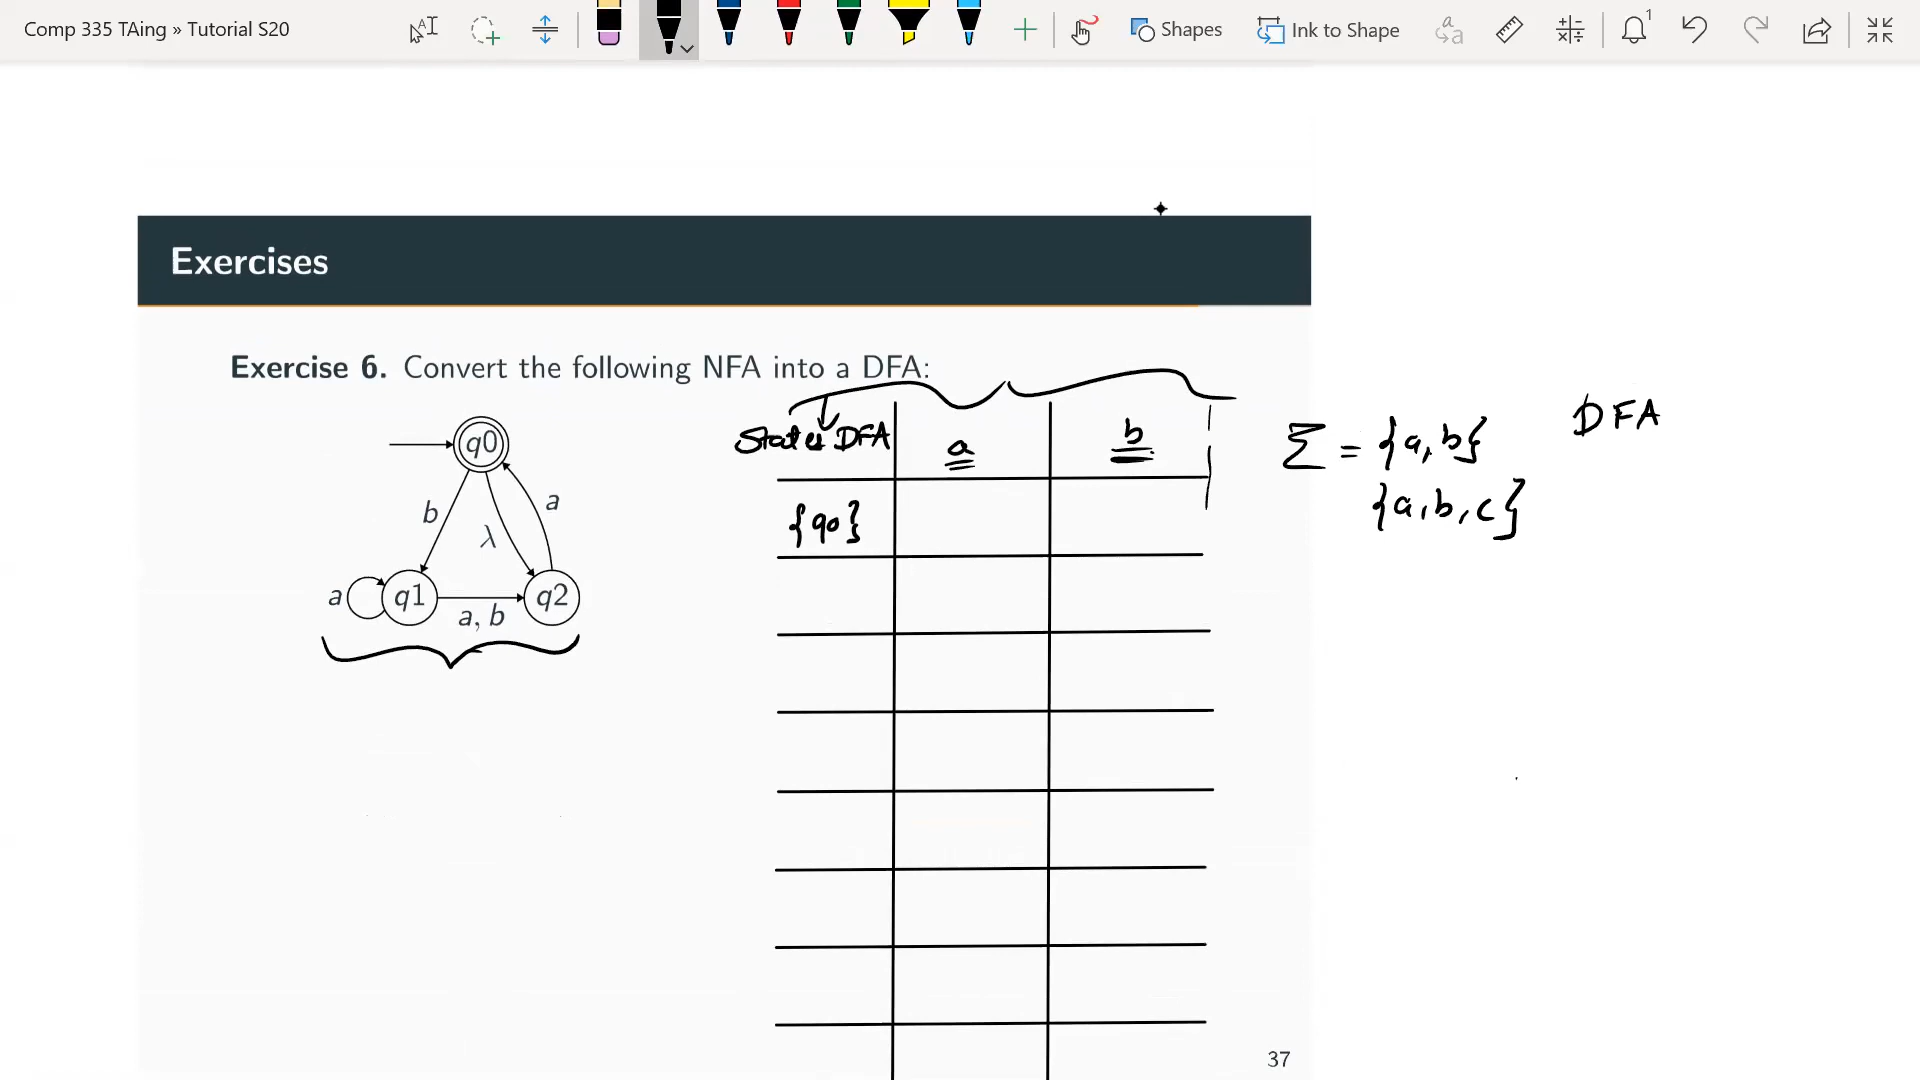 Comp 335 TAing » Tutorial S20
Shapes
Ink to Shape
1
Exercises
Exercise 6. Convert the following NFA into a DFA:
q0
b
λ
a
a
q1
a, b
q2
States DFA
a
b
{q0}
Σ = {a,b}
{a,b,c}
DFA
37